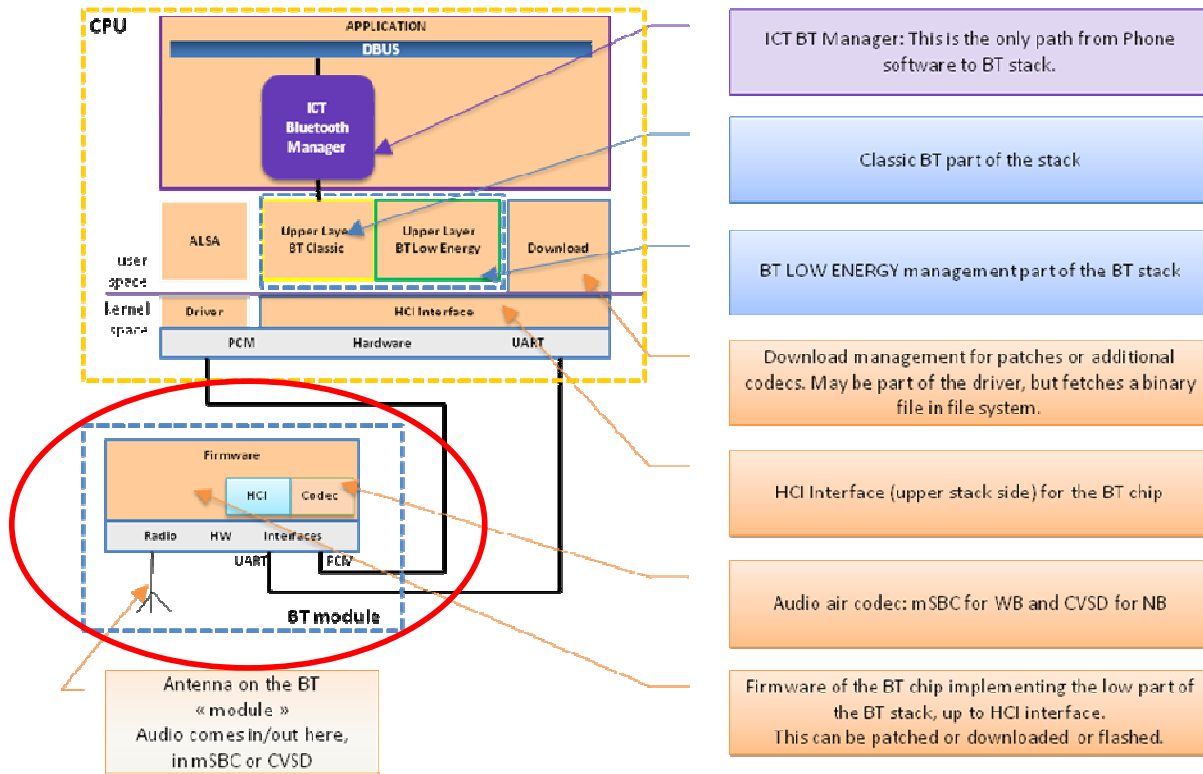 CPU
APPLICATION
DBUS
ICT
Bluetooth
Manager
ALSA
Upper Layer
BT Classic
Upper Layer
BT Low Energy
Download
user
space
kernel
space
Driver
HCI Interface
PCM
Hardware
UART
Firmware
HCI
Codec
Radio
HW
Interfaces
UART
PCM
BT module
Antenna on the BT
« module »
Audio comes in/out here,
in mSBC or CVSD
ICT BT Manager: This is the only path from Phone
software to BT stack.
Classic BT part of the stack
BT LOW ENERGY management part of the BT stack
Download management for patches or additional
codecs. May be part of the driver, but fetches a binary
file in file system.
HCI Interface (upper stack side) for the BT chip
Audio air codec: mSBC for WB and CVSD for NB
Firmware of the BT chip implementing the low part of
the BT stack, up to HCI interface.
This can be patched or downloaded or flashed.